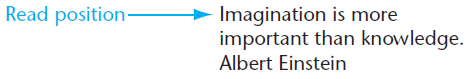 Read position Imagination is more
important than knowledge.
Albert Einstein